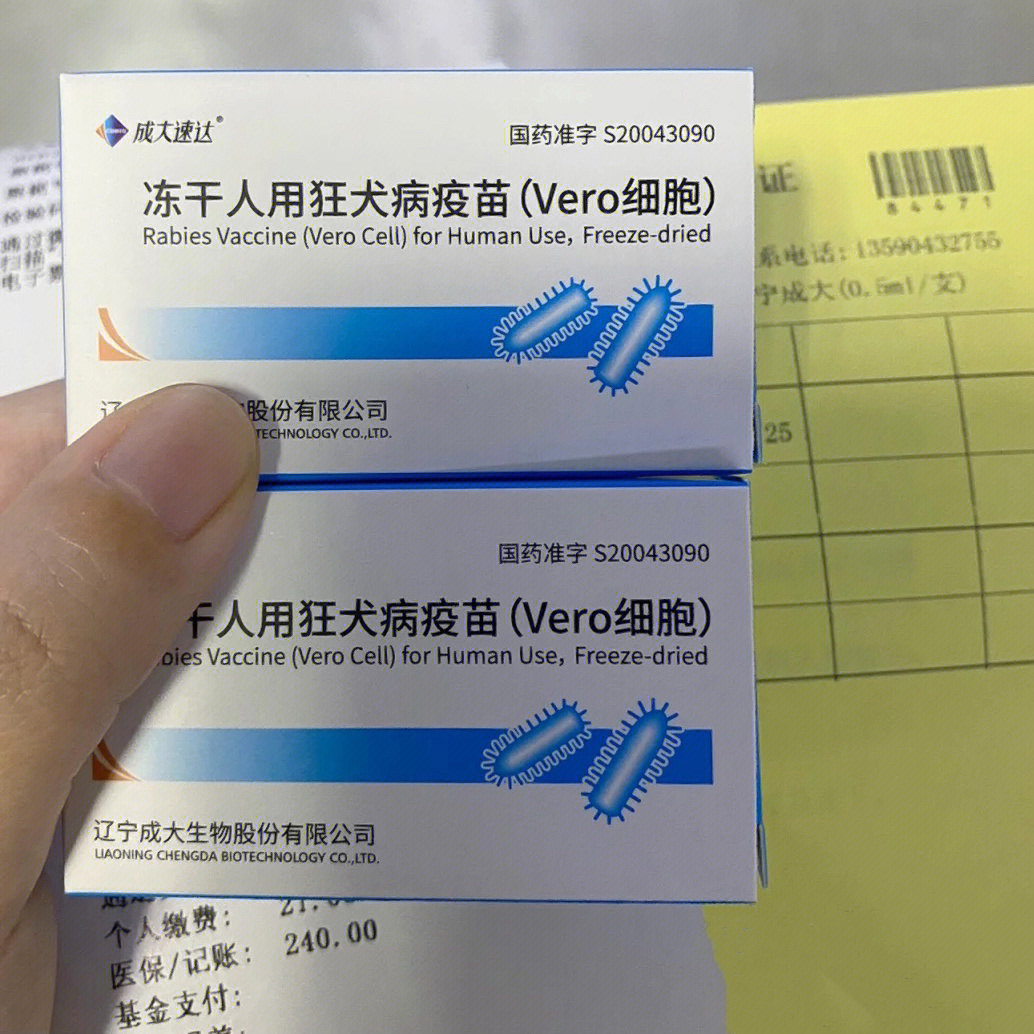 成大速达®
国药准字 S20043090
冻干人用狂犬病疫苗(Vero细胞)
Rabies Vaccine (Vero Cell) for Human Use, Freeze-dried
股份有限公司
TECHNOLOGY CO.,LTD.
国药准字 S20043090
干人用狂犬病疫苗(Vero细胞)
Vaccine (Vero Cell) for Human Use, Freeze-dried
辽宁成大生物股份有限公司
LIAONING CHENGDA BIOTECHNOLOGY CO.,LTD.
证
84471
系电话: 13590432755
宁成大(0.5ml/支)
25
电子
个人缴费:
医保/记账: 240.00
基金支付: